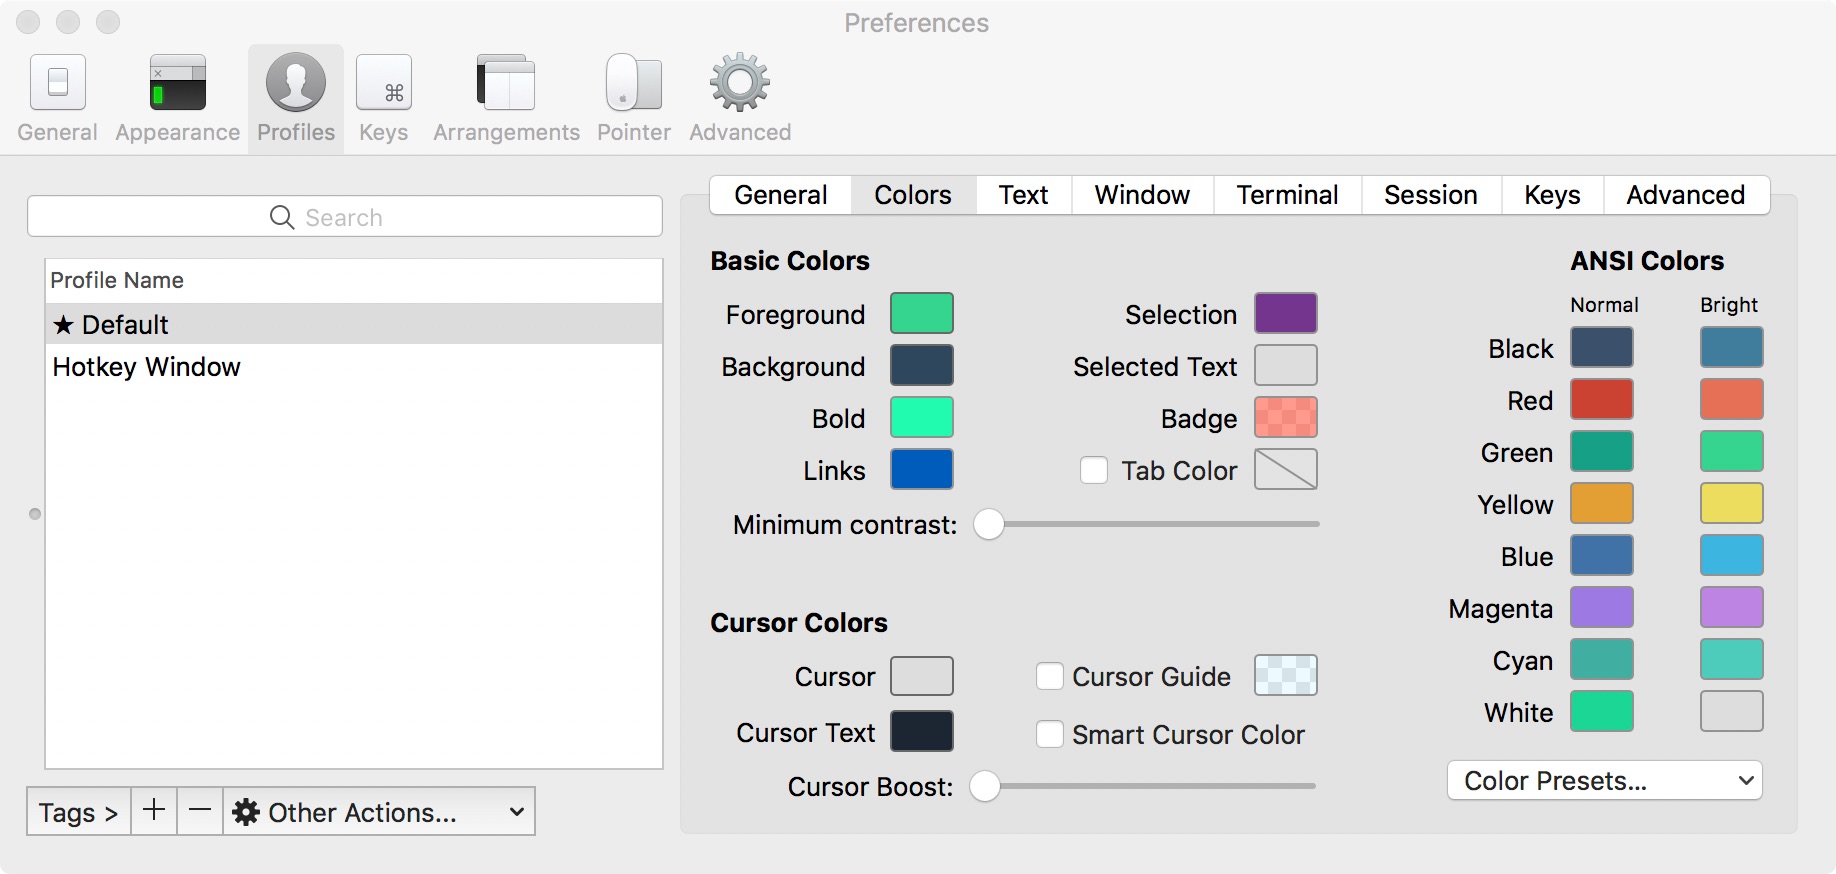 Preferences
General Appearance Profiles Keys Arrangements Pointer Advanced
Search
Profile Name
★ Default
Hotkey Window
Tags > + − Other Actions...
General Colors Text Window Terminal Session Keys Advanced
Basic Colors
Foreground
Background
Bold
Links
Selection
Selected Text
Badge
Tab Color
Minimum contrast:
Cursor Colors
Cursor
Cursor Text
Cursor Guide
Smart Cursor Color
Cursor Boost:
ANSI Colors
Normal Bright
Black
Red
Green
Yellow
Blue
Magenta
Cyan
White
Color Presets...